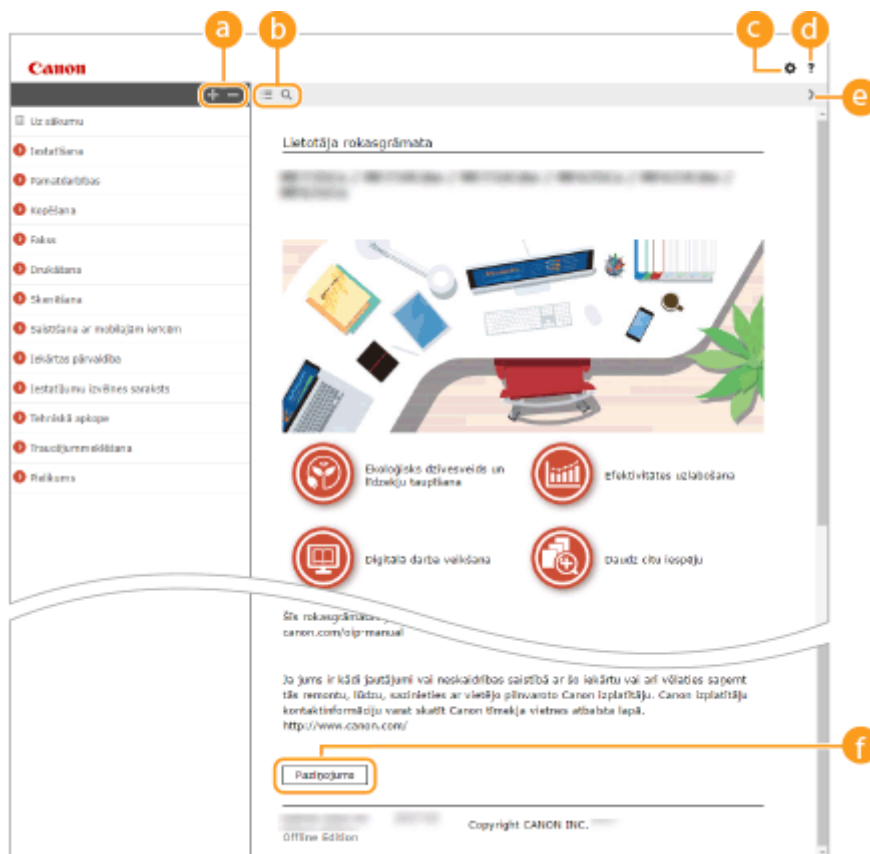 a b c d
Canon
?
+ −
e
Uz sākumu
Iestatīšana
Pamatdarbības
Kopēšana
Fakss
Drukāšana
Skenēšana
Saistīšana ar mobilajām ierīcēm
Iekārtas pārvaldība
Iestatījumu izvēlnes saraksts
Tehniskā apkope
Traucējummeklēšana
Pielikums
Lietotāja rokasgrāmata
Ekoloģisks dzīvesveids un
līdzekļu taupīšana
Efektivitātes uzlabošana
Digitālā darba veikšana
Daudz citu iespēju
Šīs rokasgrāmatas
canon.com/oip-manual
Ja jums ir kādi jautājumi vai neskaidrības saistībā ar šo iekārtu vai arī vēlaties saņemt
tās remontu, lūdzu, sazinieties ar vietējo pilnvaroto Canon izplatītāju. Canon izplatītāju
kontaktinformāciju varat skatīt Canon tīmekļa vietnes atbalsta lapā.
http://www.canon.com/
f
Paziņojums
Copyright CANON INC.
Offline Edition